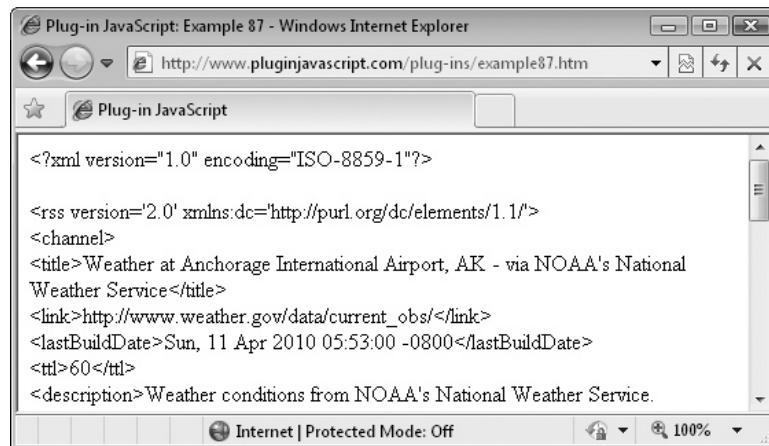 Plug-in JavaScript: Example 87 - Windows Internet Explorer
http://www.pluginjavascript.com/plug-ins/example87.htm
Plug-in JavaScript
<?xml version="1.0" encoding="ISO-8859-1"?>
<rss version='2.0' xmlns:dc='http://purl.org/dc/elements/1.1/'>
<channel>
<title>Weather at Anchorage International Airport, AK - via NOAA's National
Weather Service</title>
<link>http://www.weather.gov/data/current_obs/</link>
<lastBuildDate>Sun, 11 Apr 2010 05:53:00 -0800</lastBuildDate>
<ttl>60</ttl>
<description>Weather conditions from NOAA's National Weather Service.
Internet | Protected Mode: Off
100%